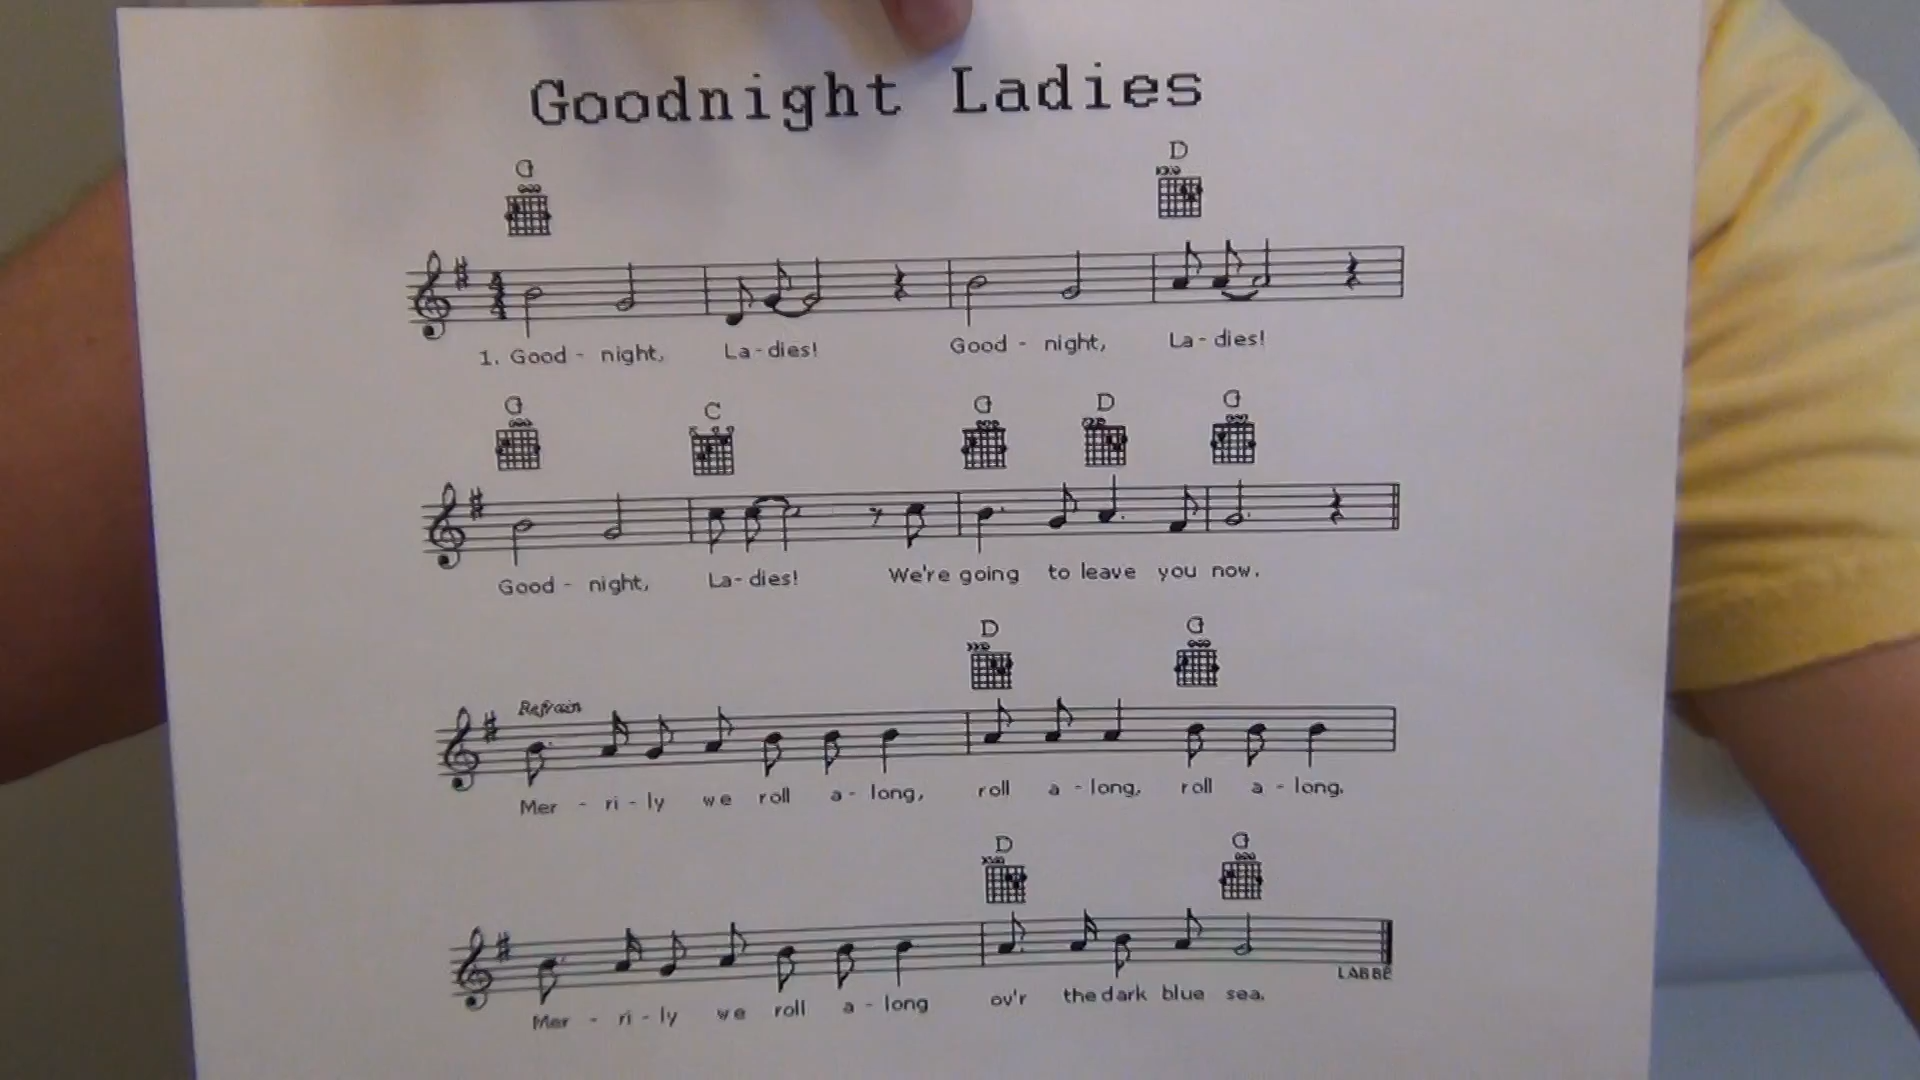 Goodnight Ladies
G D
1. Good - night, La - dies! Good - night, La - dies!
G C G D G
Good - night, La - dies! We're going to leave you now.
D G
Refrain
Mer - ri - ly we roll a - long, roll a - long, roll a - long.
D G
LABBE
Mer - ri - ly we roll a - long ov'r the dark blue sea.